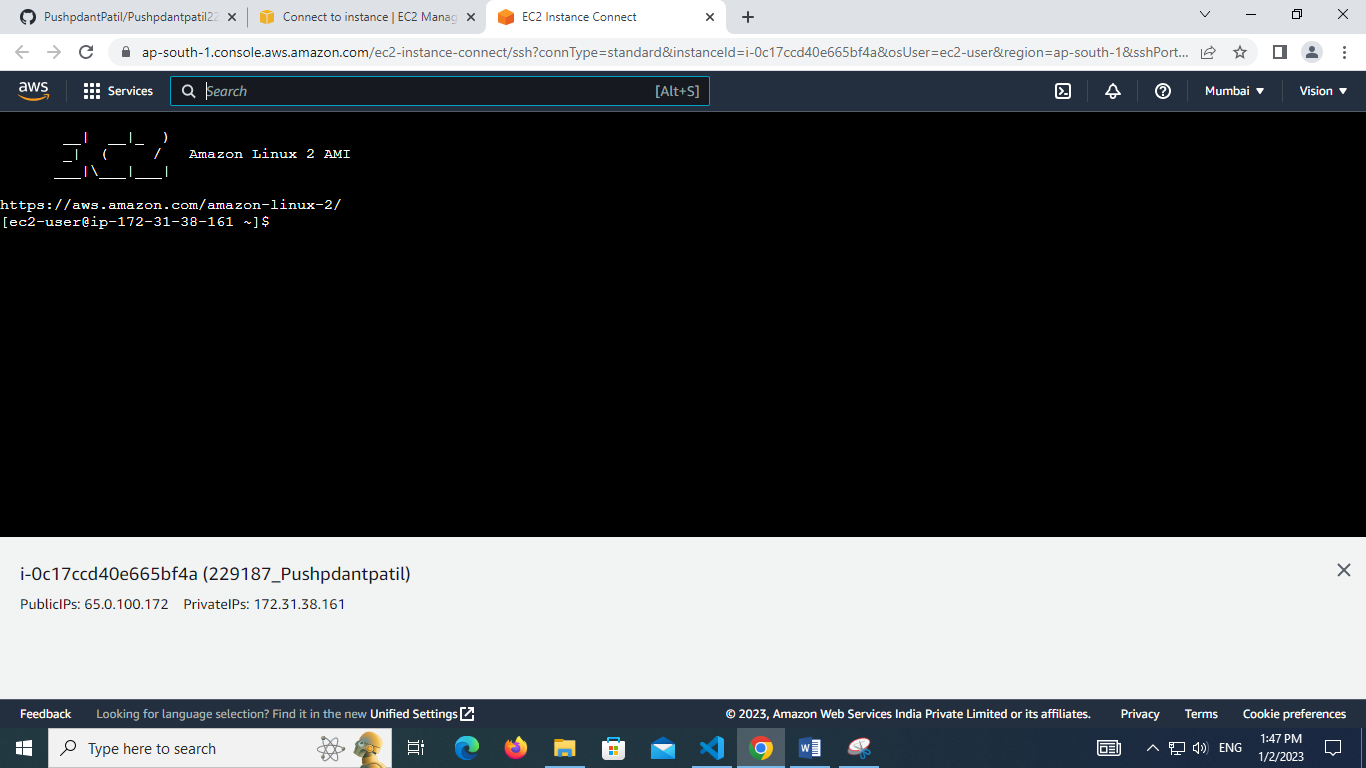 PushpdantPatil/Pushpdantpatil22
Connect to instance | EC2 Manag
EC2 Instance Connect
ap-south-1.console.aws.amazon.com/ec2-instance-connect/ssh?connType=standard&instanceId=i-0c17ccd40e665bf4a&osUser=ec2-user&region=ap-south-1&sshPort...
aws
Services
Search
[Alt+S]
Mumbai
Vision
__|  __|_  )
_|  (     /   Amazon Linux 2 AMI
___|\___|___|
https://aws.amazon.com/amazon-linux-2/
[ec2-user@ip-172-31-38-161 ~]$
i-0c17ccd40e665bf4a (229187_Pushpdantpatil)
PublicIPs: 65.0.100.172 PrivateIPs: 172.31.38.161
Feedback
Looking for language selection? Find it in the new Unified Settings
© 2023, Amazon Web Services India Private Limited or its affiliates.
Privacy
Terms
Cookie preferences
Type here to search
ENG
1:47 PM
1/2/2023